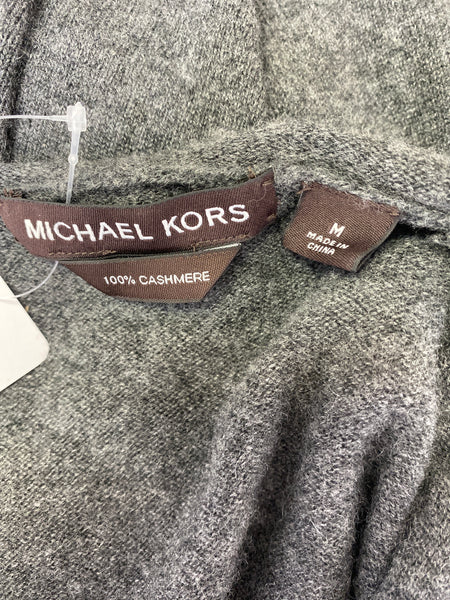 MICHAEL KORS
100% CASHMERE
M
MADE IN
CHINA